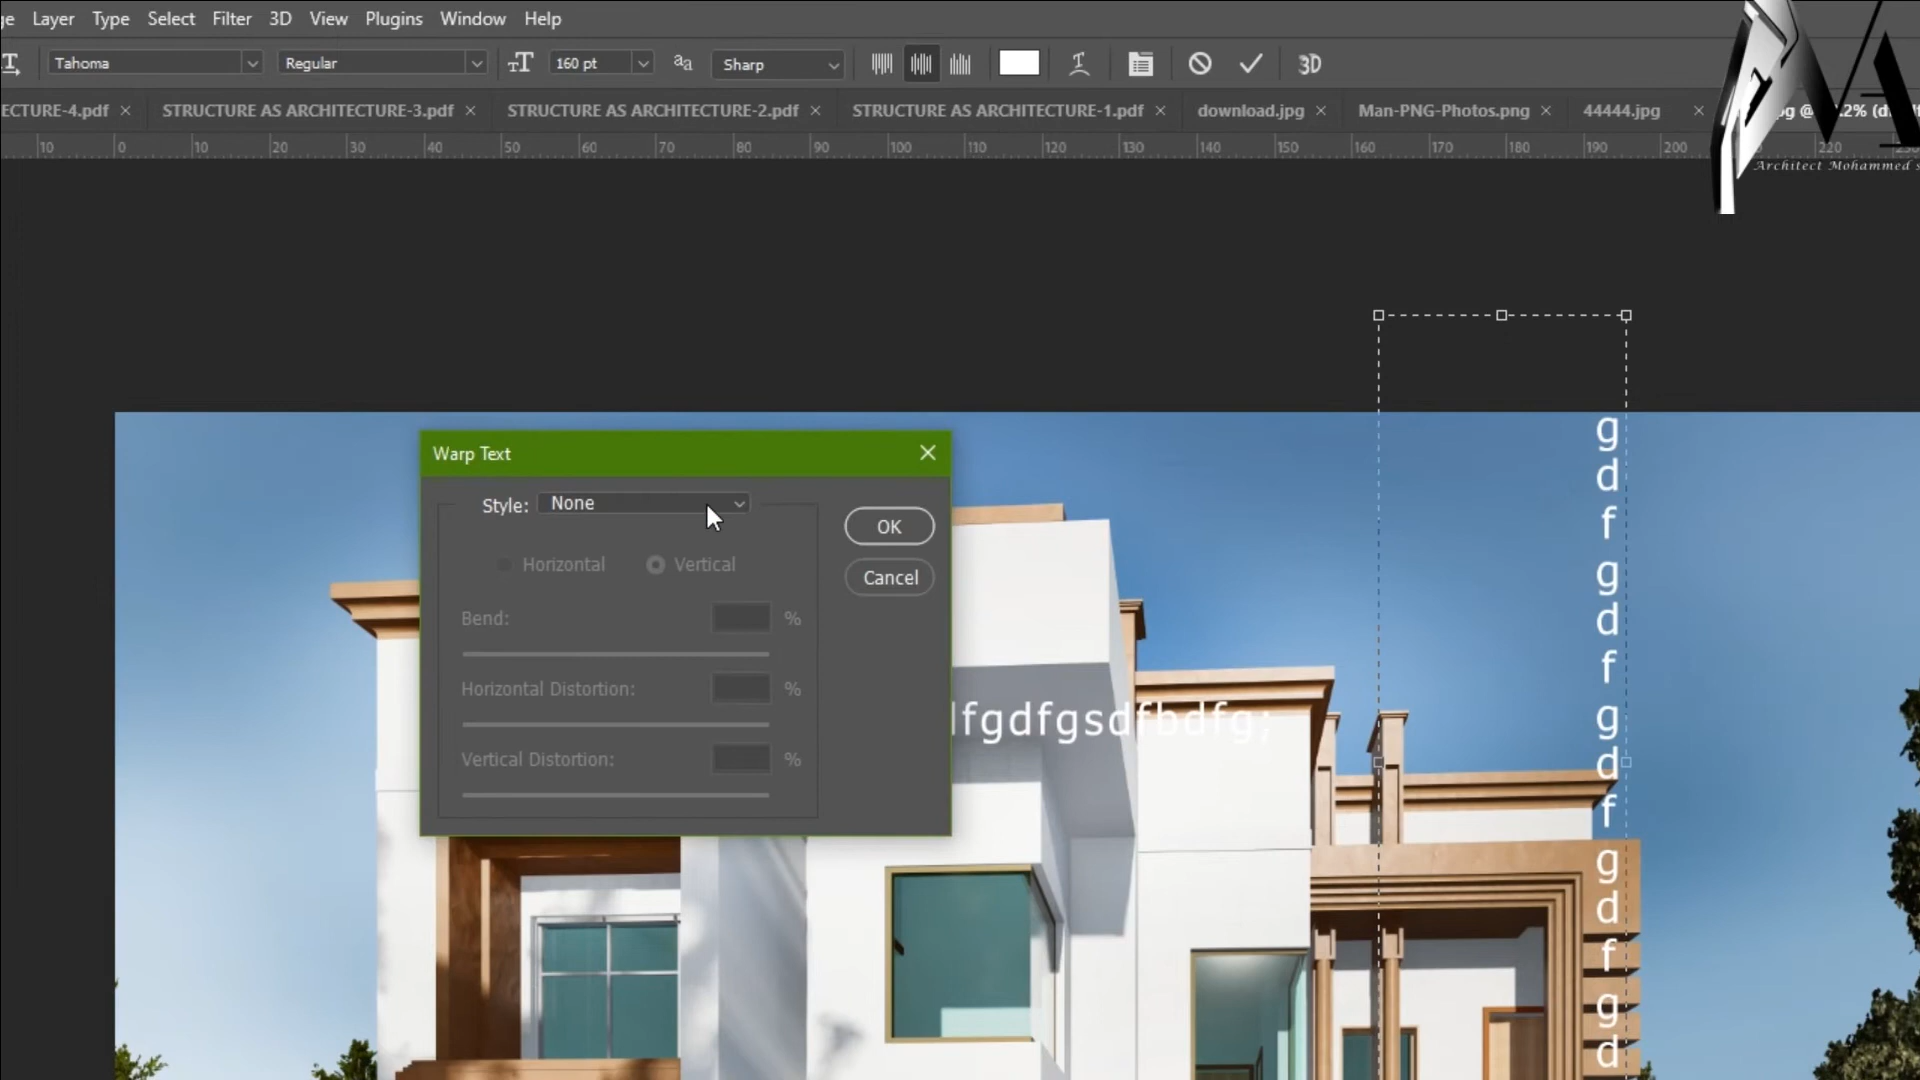 Layer Type Select Filter 3D View Plugins Window Help
Tahoma Regular 160 pt Sharp 3D
ECTURE-4.pdf STRUCTURE AS ARCHITECTURE-3.pdf STRUCTURE AS ARCHITECTURE-2.pdf STRUCTURE AS ARCHITECTURE-1.pdf download.jpg Man-PNG-Photos.png 44444.jpg
10 0 10 20 30 40 50 60 70 80 90 100 110 120 130 140 150 160 170 180 190 200 220
Architect Mohammed
Warp Text
Style: None
OK
Horizontal Vertical
Cancel
Bend: %
Horizontal Distortion: %
Vertical Distortion: %
fgdfgsdfbdfg;
g
d
f
g
d
f
g
d
f
g
d
f
g
d